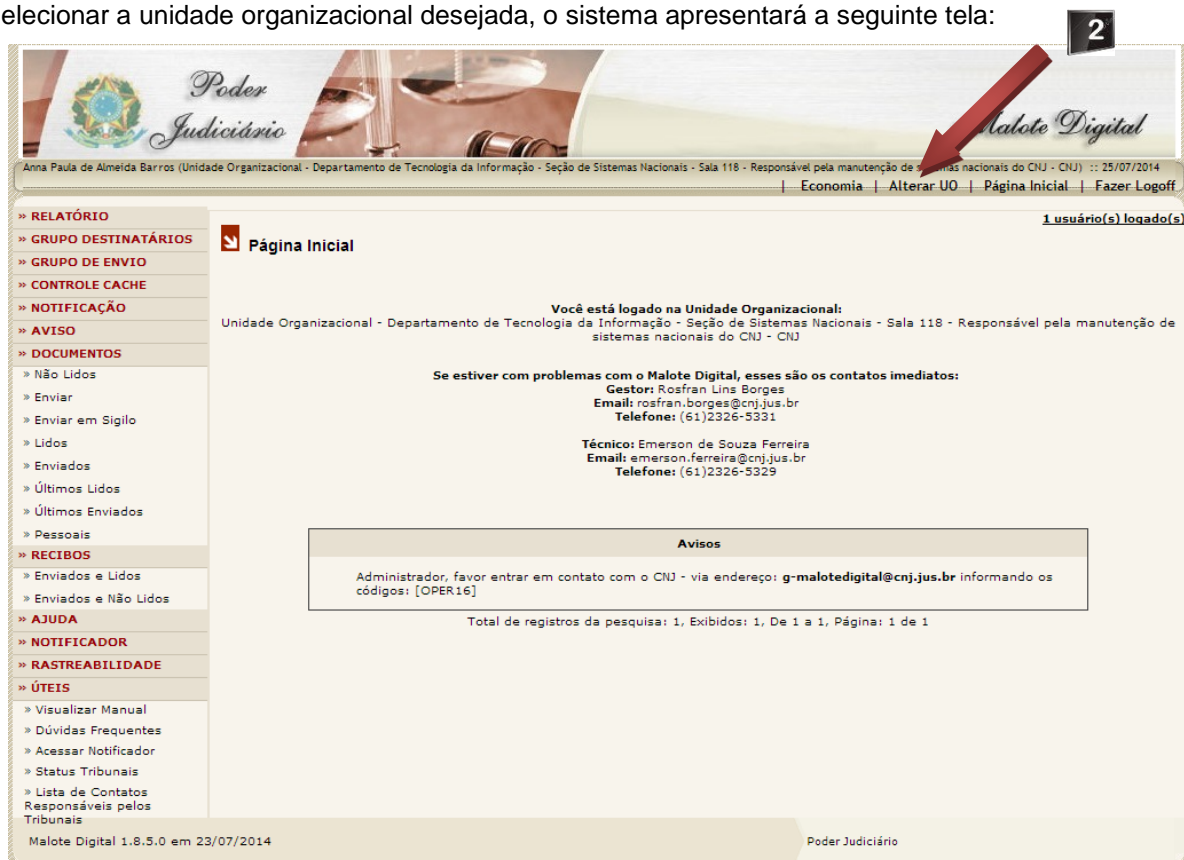 elecionar a unidade organizacional desejada, o sistema apresentará a seguinte tela:
2
Poder
Judiciário
alote Digital
Anna Paula de Almeida Barros (Unidade Organizacional - Departamento de Tecnologia da Informação - Seção de Sistemas Nacionais - Sala 118 - Responsável pela manutenção de s mas nacionais do CNJ - CNJ) :: 25/07/2014
| Economia | Alterar UO | Página Inicial | Fazer Logoff
1 usuário(s) logado(s)
» RELATÓRIO
» GRUPO DESTINATÁRIOS
» GRUPO DE ENVIO
» CONTROLE CACHE
» NOTIFICAÇÃO
» AVISO
» DOCUMENTOS
» Não Lidos
» Enviar
» Enviar em Sigilo
» Lidos
» Enviados
» Últimos Lidos
» Últimos Enviados
» Pessoais
» RECIBOS
» Enviados e Lidos
» Enviados e Não Lidos
» AJUDA
» NOTIFICADOR
» RASTREABILIDADE
» ÚTEIS
» Visualizar Manual
» Dúvidas Frequentes
» Acessar Notificador
» Status Tribunais
» Lista de Contatos
Responsáveis pelos
Tribunais
Página Inicial
Você está logado na Unidade Organizacional:
Unidade Organizacional - Departamento de Tecnologia da Informação - Seção de Sistemas Nacionais - Sala 118 - Responsável pela manutenção de
sistemas nacionais do CNJ - CNJ
Se estiver com problemas com o Malote Digital, esses são os contatos imediatos:
Gestor: Rosfran Lins Borges
Email: rosfran.borges@cnj.jus.br
Telefone: (61)2326-5331
Técnico: Emerson de Souza Ferreira
Email: emerson.ferreira@cnj.jus.br
Telefone: (61)2326-5329
Avisos
Administrador, favor entrar em contato com o CNJ - via endereço: g-malotedigital@cnj.jus.br informando os
códigos: [OPER16]
Total de registros da pesquisa: 1, Exibidos: 1, De 1 a 1, Página: 1 de 1
Malote Digital 1.8.5.0 em 23/07/2014
Poder Judiciário